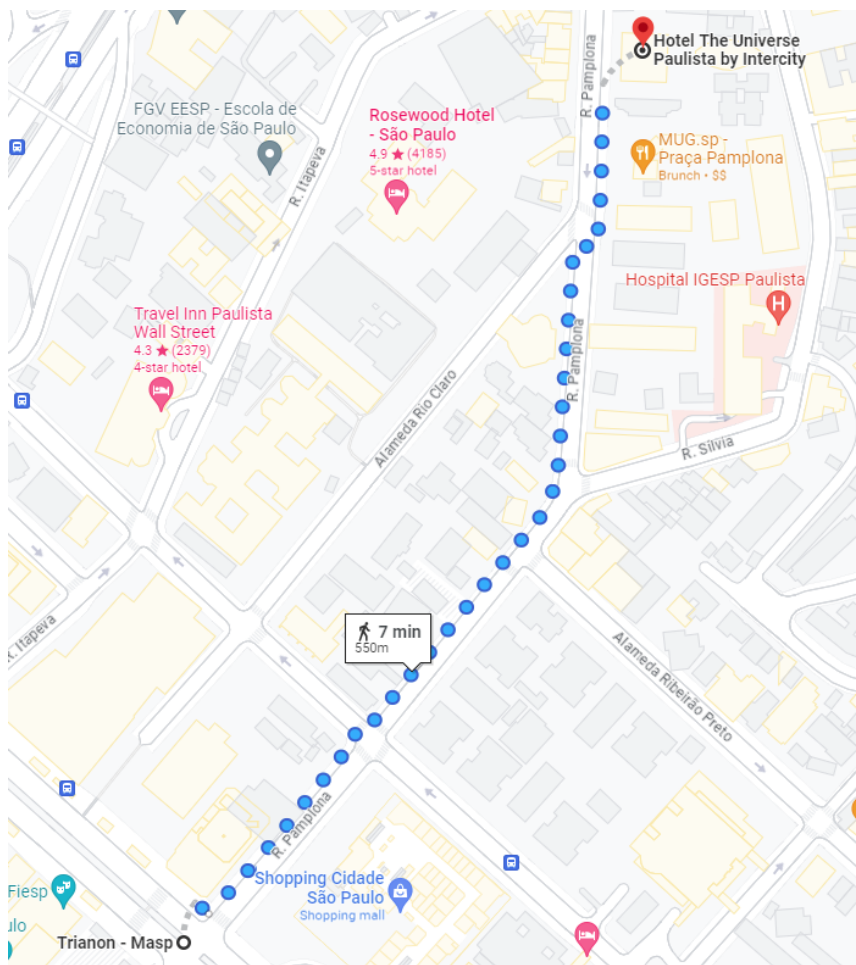 Hotel The Universe
Paulista by Intercity
R. Pamplona
FGV EESP - Escola de
Economia de São Paulo
Rosewood Hotel
- São Paulo
4.9 ★ (4185)
5-star hotel
MUG.sp -
Praça Pamplona
Brunch • $$
R. Itapeva
Hospital IGESP Paulista
H
Travel Inn Paulista
Wall Street
4.3 ★ (2379)
4-star hotel
R. Pamplona
Alameda Rio Claro
R. Sílvia
7 min
550m
R. Itapeva
Alameda Ribeirão Preto
R. Pamplona
Shopping Cidade
São Paulo
Shopping mall
Fiesp
ulo
Trianon - Masp